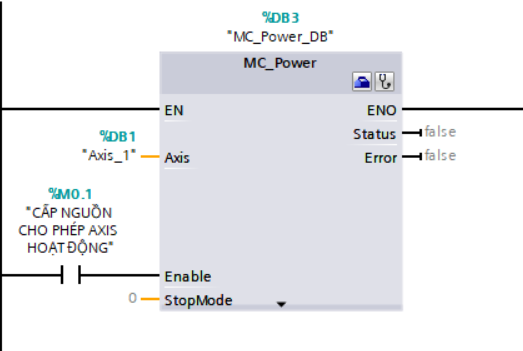 %DB3
"MC_Power_DB"
MC_Power
EN ENO
Status false
%DB1
"Axis_1" Axis Error false
%M0.1
"CẤP NGUỒN
CHO PHÉP AXIS
HOẠT ĐỘNG"
Enable
0 StopMode